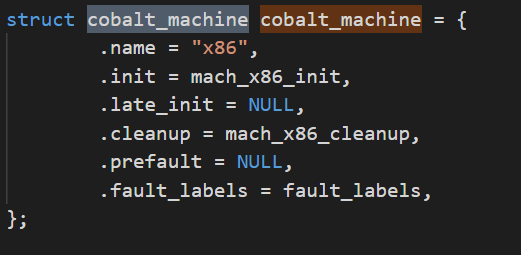 struct cobalt_machine cobalt_machine = {
.name = "x86",
.init = mach_x86_init,
.late_init = NULL,
.cleanup = mach_x86_cleanup,
.prefault = NULL,
.fault_labels = fault_labels,
};